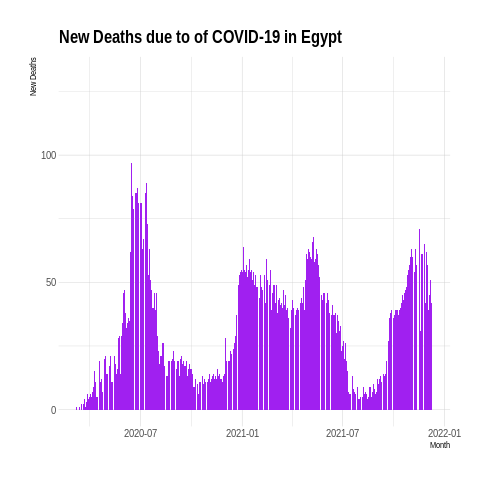 New Deaths due to of COVID-19 in Egypt
New Deaths
100
50
0
2020-07
2021-01
2021-07
2022-01
Month